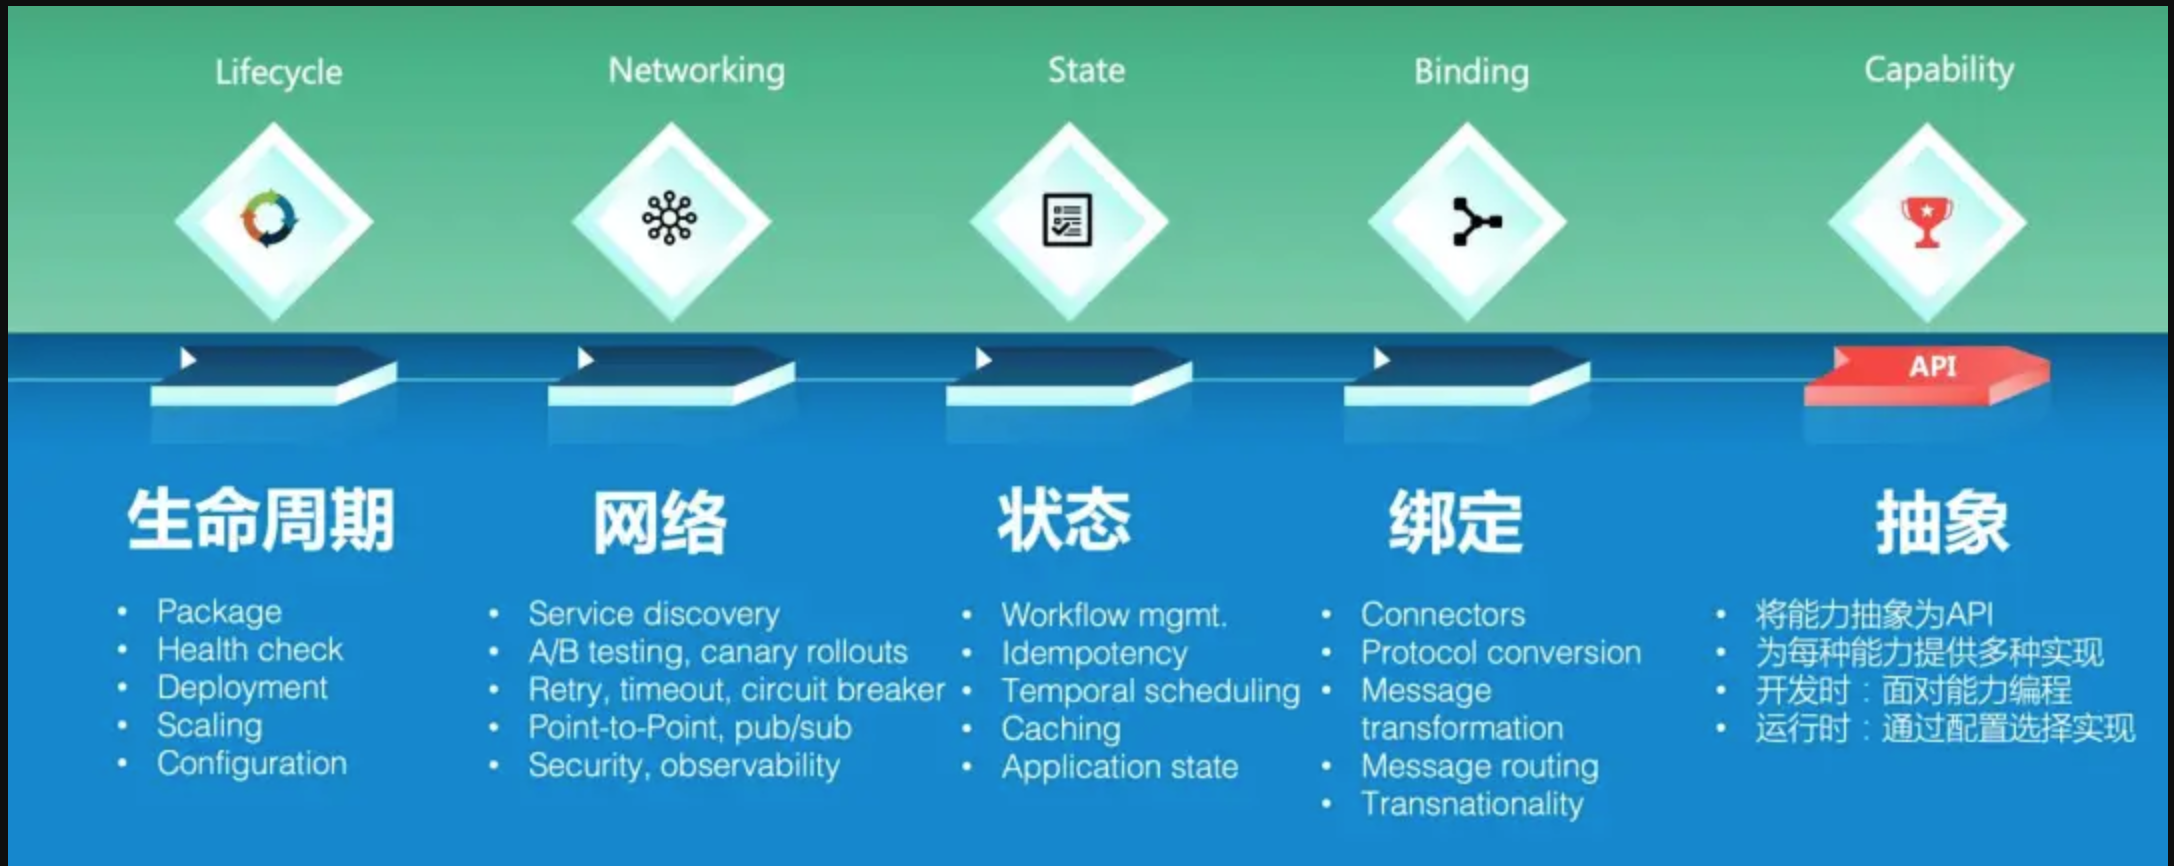 Lifecycle
Networking
State
Binding
Capability
API
生命周期
网络
状态
绑定
抽象
• Package
• Health check
• Deployment
• Scaling
• Configuration
• Service discovery
• A/B testing, canary rollouts
• Retry, timeout, circuit breaker
• Point-to-Point, pub/sub
• Security, observability
• Workflow mgmt.
• Idempotency
• Temporal scheduling
• Caching
• Application state
• Connectors
• Protocol conversion
• Message
transformation
• Message routing
• Transnationality
• 将能力抽象为API
• 为每种能力提供多种实现
• 开发时：面对能力编程
• 运行时：通过配置选择实现